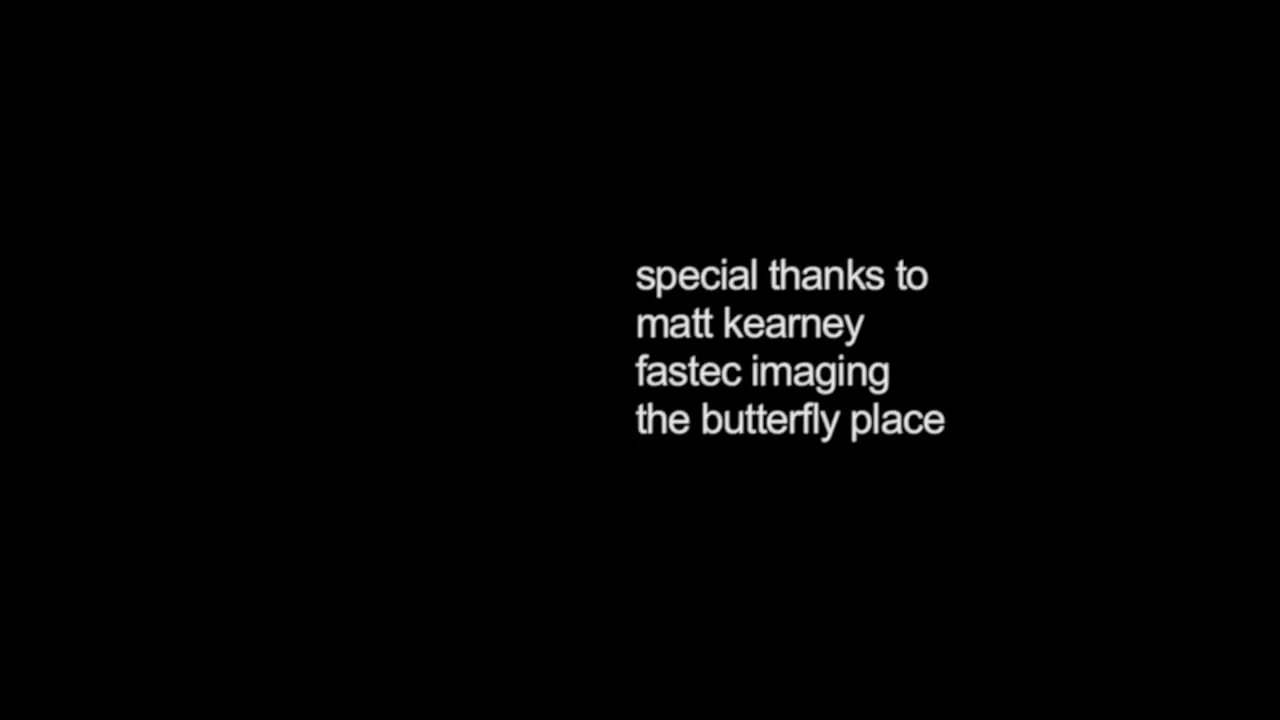 special thanks to
matt kearney
fastec imaging
the butterfly place